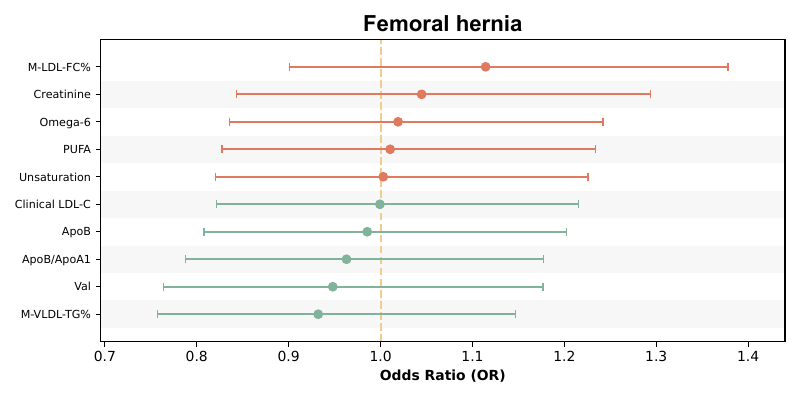 Femoral hernia
M-LDL-FC%
Creatinine
Omega-6
PUFA
Unsaturation
Clinical LDL-C
ApoB
ApoB/ApoA1
Val
M-VLDL-TG%
0.7 0.8 0.9 1.0 1.1 1.2 1.3 1.4
Odds Ratio (OR)